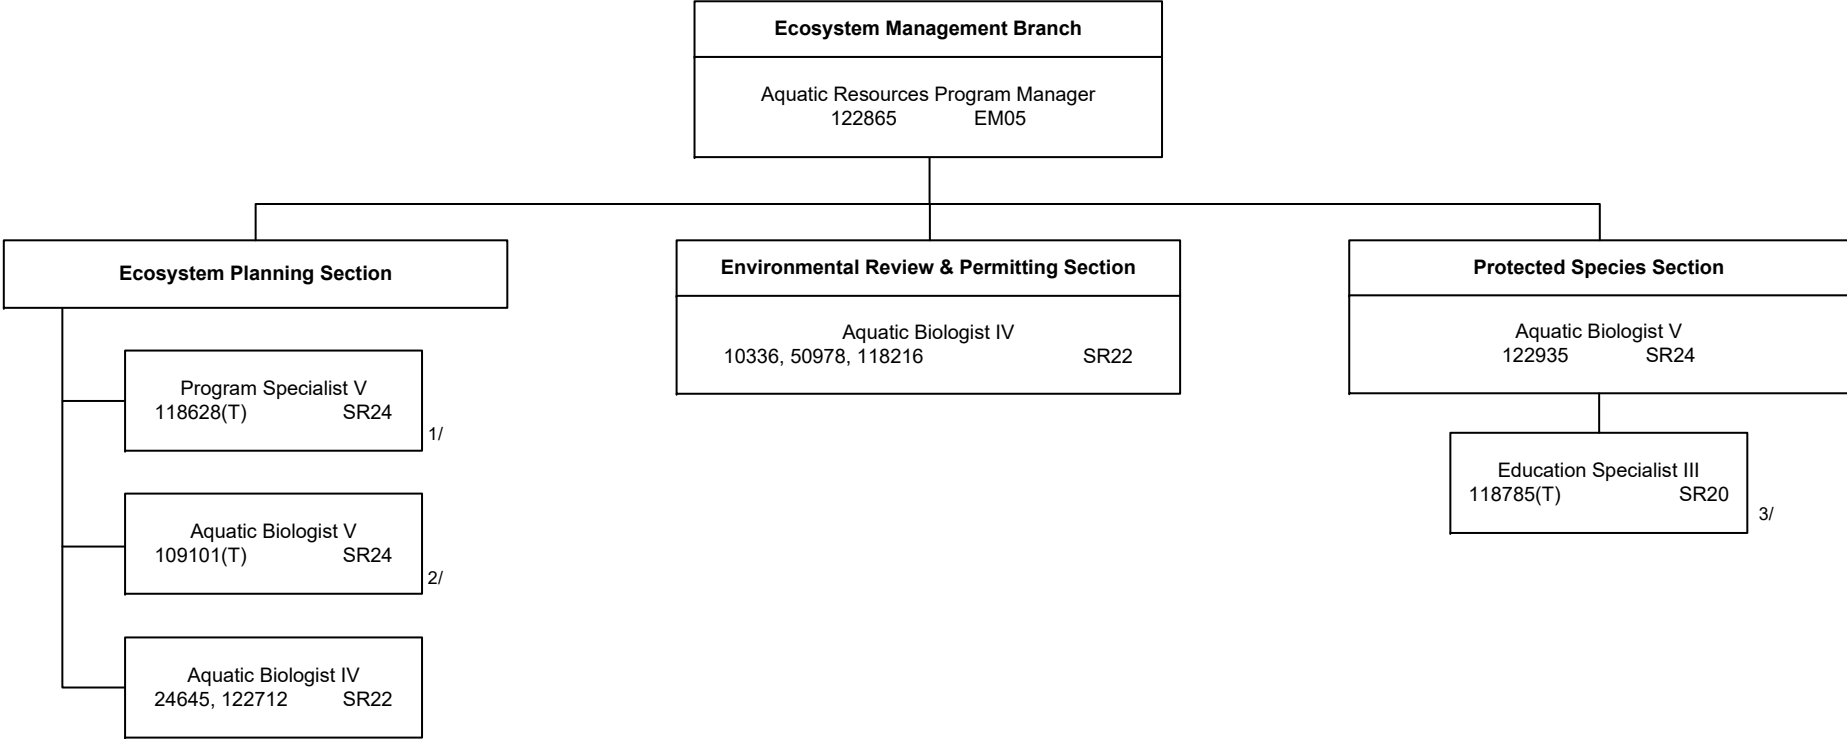 Ecosystem Management Branch
Aquatic Resources Program Manager
122865 EM05
Ecosystem Planning Section
Program Specialist V
118628(T) SR24
1/
Aquatic Biologist V
109101(T) SR24
2/
Aquatic Biologist IV
24645, 122712 SR22
Environmental Review & Permitting Section
Aquatic Biologist IV
10336, 50978, 118216 SR22
Protected Species Section
Aquatic Biologist V
122935 SR24
Education Specialist III
118785(T) SR20
3/